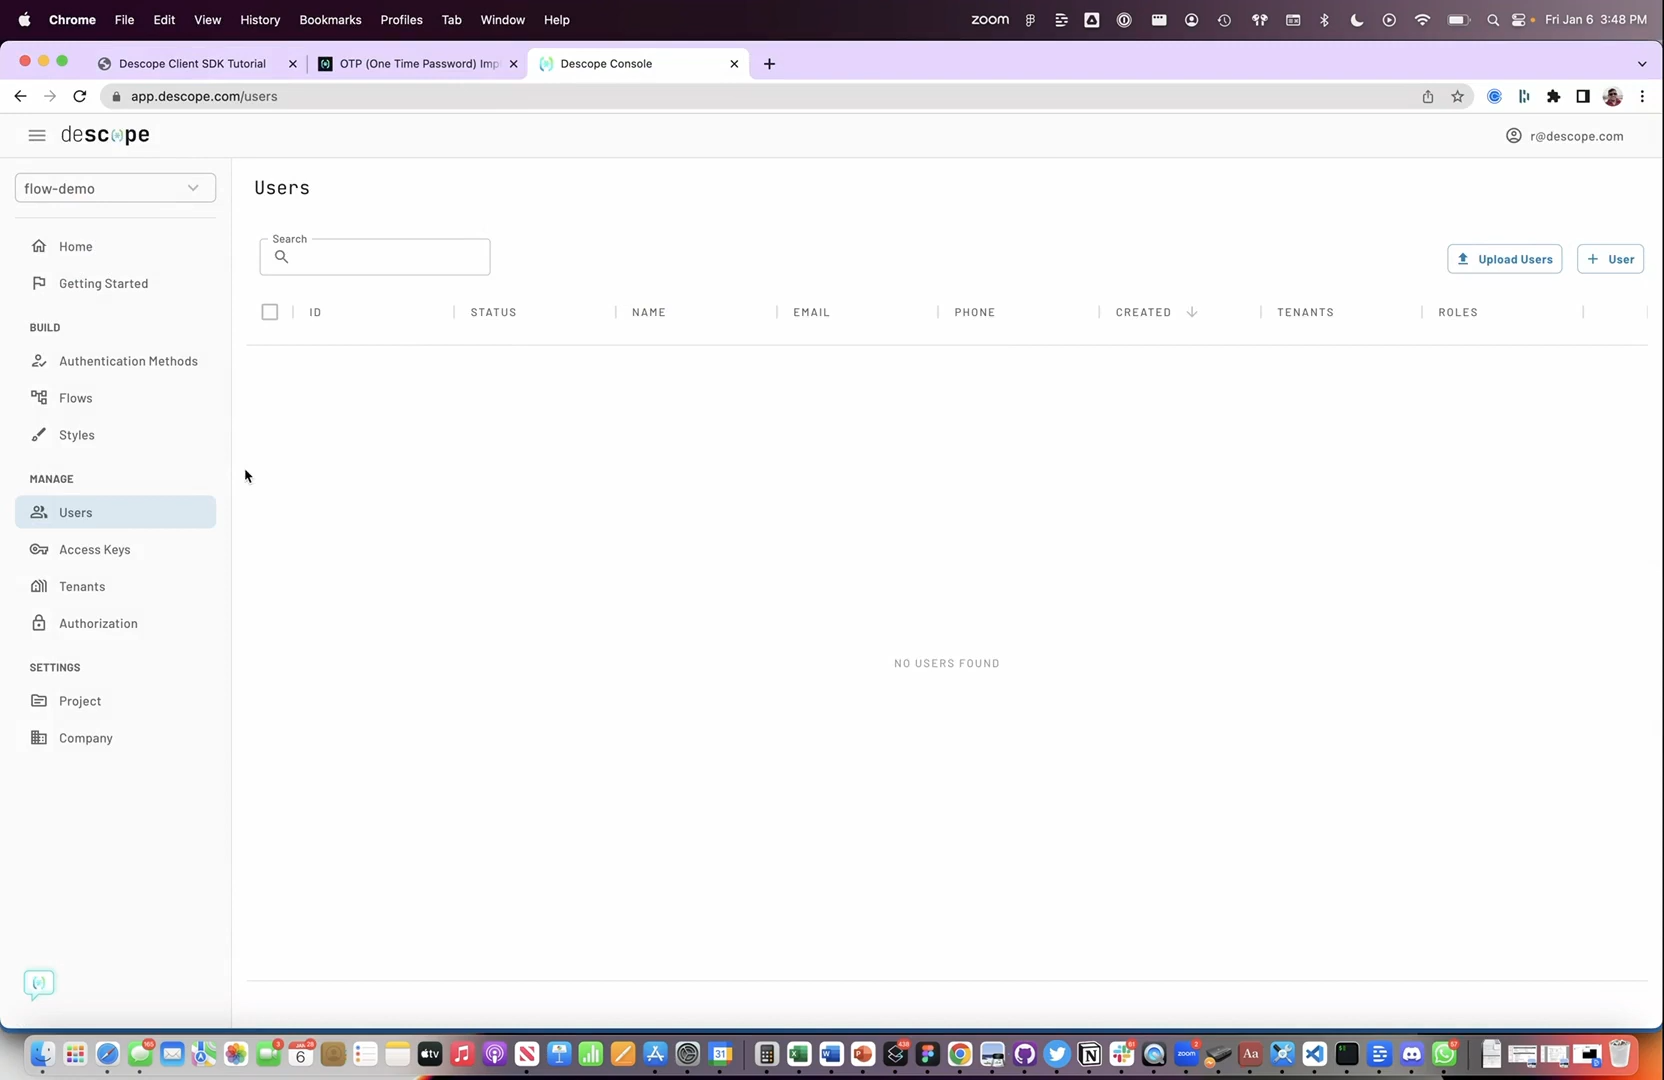 Chrome File Edit View History Bookmarks Profiles Tab Window Help zoom Fri Jan 6 3:48 PM
Descope Client SDK Tutorial OTP (One Time Password) Imp Descope Console
app.descope.com/users
descope r@descope.com
flow-demo
Users
Search
Home
Upload Users + User
Getting Started
ID STATUS NAME EMAIL PHONE CREATED TENANTS ROLES
BUILD
Authentication Methods
Flows
Styles
MANAGE
Users
Access Keys
Tenants
Authorization
NO USERS FOUND
SETTINGS
Project
Company